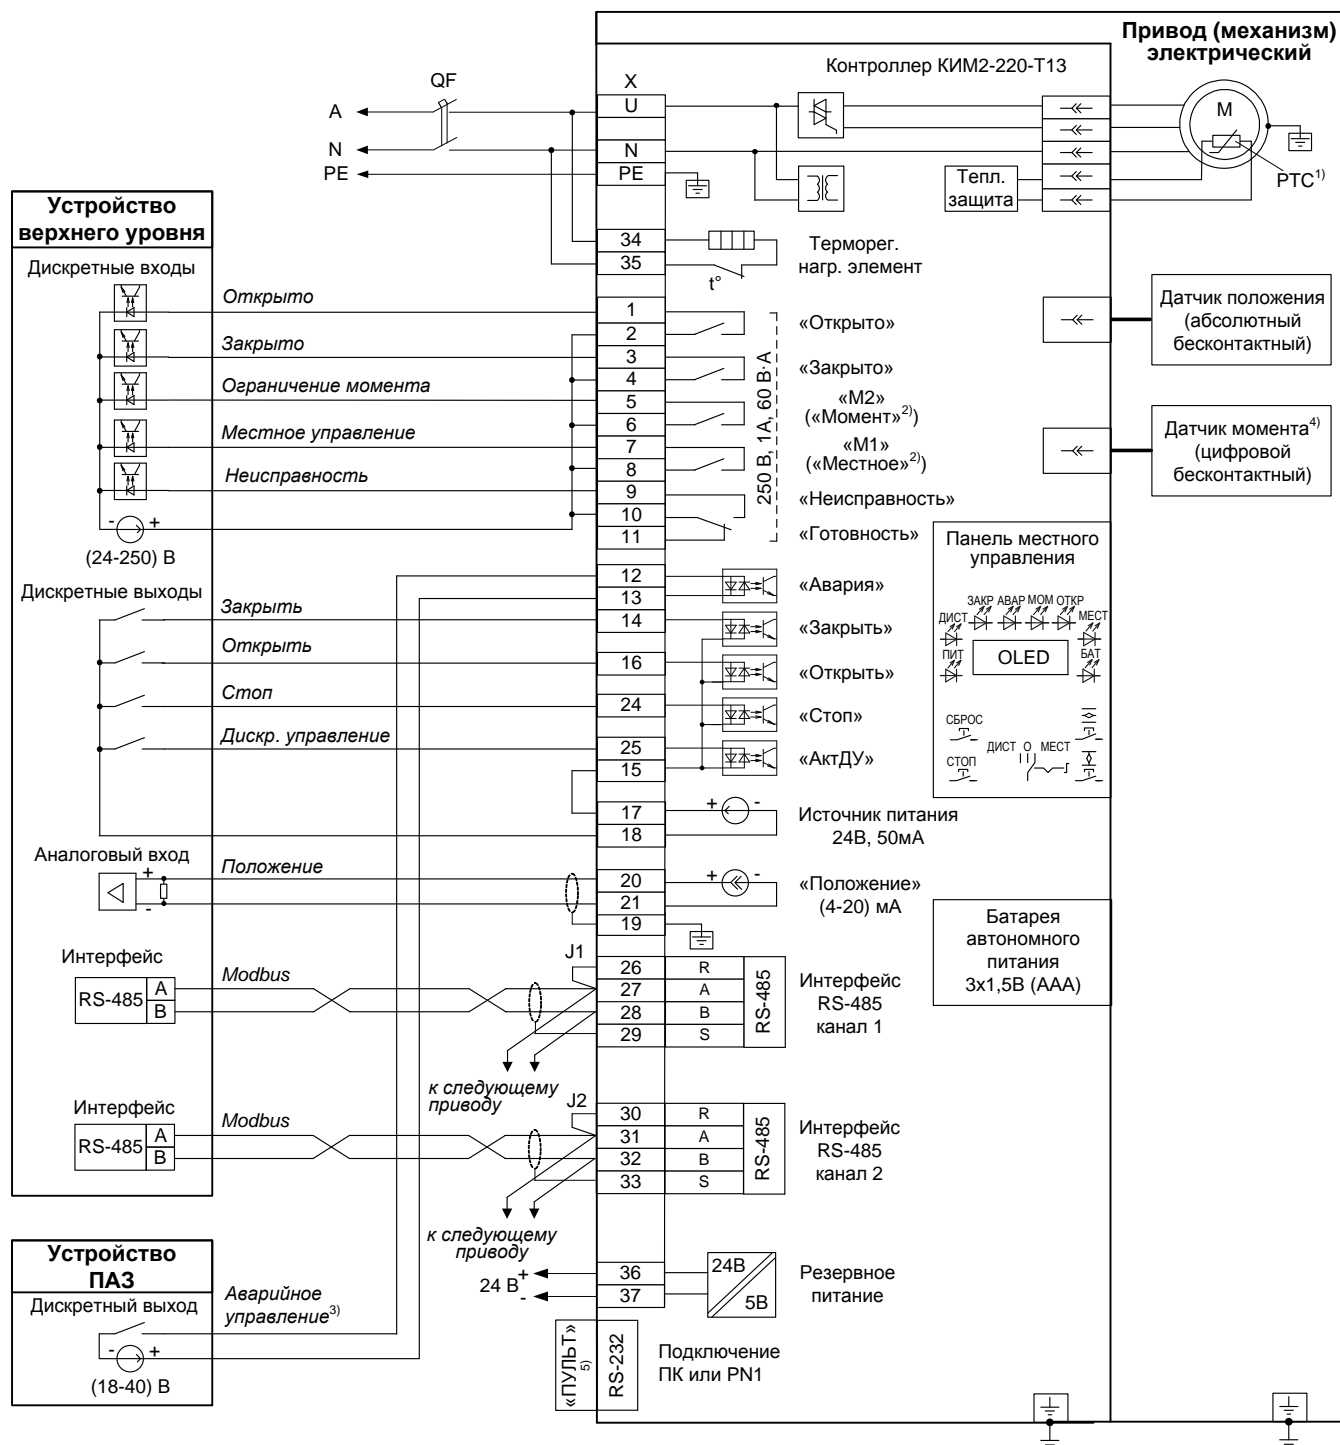 Привод (механизм)
электрический
Контроллер КИМ2-220-Т13
QF
X
A
U
M
N
N
PE
PE
Тепл.
защита
PTC1)
Устройство
верхнего уровня
Дискретные входы
34
35
t°
Терморег.
нагр. элемент
Открыто
1
2
«Открыто»
Закрыто
3
4
«Закрыто»
Ограничение момента
5
6
«М2»
(«Момент»2))
Местное управление
7
8
«М1»
(«Местное»2))
Неисправность
9
10
11
«Неисправность»
«Готовность»
250 В, 1А, 60 В·А
- +
(24-250) В
Датчик положения
(абсолютный
бесконтактный)
Датчик момента4)
(цифровой
бесконтактный)
Панель местного
управления
ЗАКР АВАР МОМ ОТКР
ДИСТ
МЕСТ
ПИТ
OLED
БАТ
СБРОС
ДИСТ О МЕСТ
СТОП
Дискретные выходы
12
13
«Авария»
Закрыть
14
«Закрыть»
Открыть
16
«Открыть»
Стоп
24
«Стоп»
Дискр. управление
25
15
«АктДУ»
17
18
+ -
Источник питания
24В, 50мА
Аналоговый вход
+
-
Положение
20
21
19
+ -
«Положение»
(4-20) мА
Батарея
автономного
питания
3х1,5В (ААА)
Интерфейс
RS-485
A
B
Modbus
J1
26
27
28
29
R
A
B
S
RS-485
Интерфейс
RS-485
канал 1
к следующему
приводу
Интерфейс
RS-485
A
B
Modbus
J2
30
31
32
33
R
A
B
S
RS-485
Интерфейс
RS-485
канал 2
к следующему
приводу
Устройство
ПАЗ
Дискретный выход
- +
(18-40) В
Аварийное
управление3)
24 В
+
-
36
37
24В
5В
Резервное
питание
«ПУЛЬТ»
5)
RS-232
Подключение
ПК или PN1